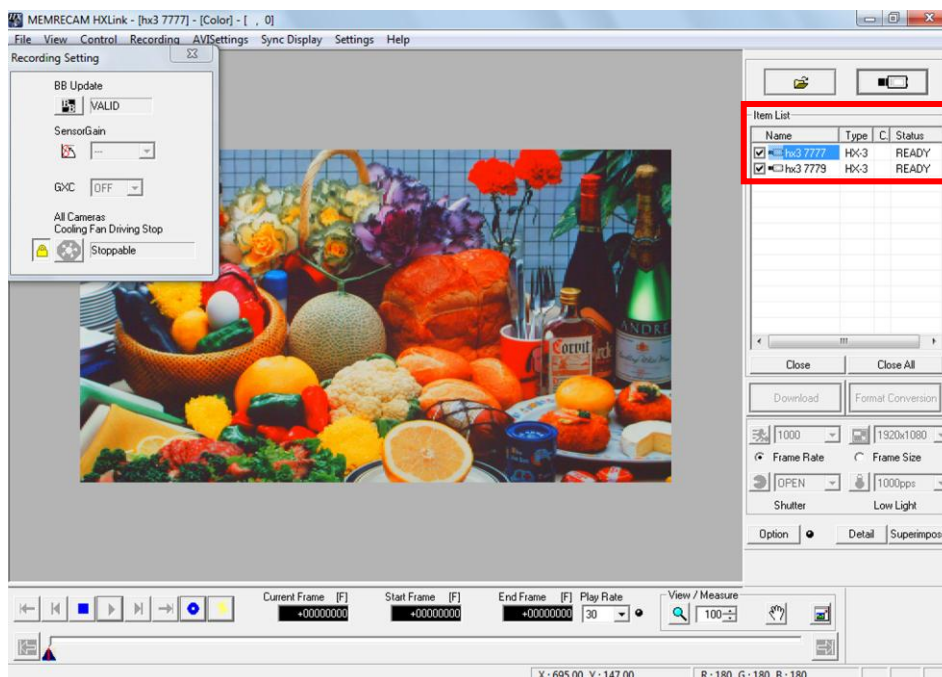 MEMRECAM HXLink - [hx3 7777] - [Color] - [ , 0]
File View Control Recording AVISettings Sync Display Settings Help
Recording Setting
BB Update
VALID
SensorGain
---
GXC OFF
All Cameras
Cooling Fan Driving Stop
Stoppable
Corvit
ANDRE
Item List
Name Type C. Status
hx3 7777 HX-3 READY
hx3 7779 HX-3 READY
Close Close All
Download Format Conversion
1000 1920x1080
Frame Rate Frame Size
OPEN 1000pps
Shutter Low Light
Option Detail Superimpos
Current Frame [F] Start Frame [F] End Frame [F] Play Rate View / Measure
+00000000 +00000000 +00000000 30 100
X : 695.00 Y : 147.00 R : 180 G : 180 B : 180